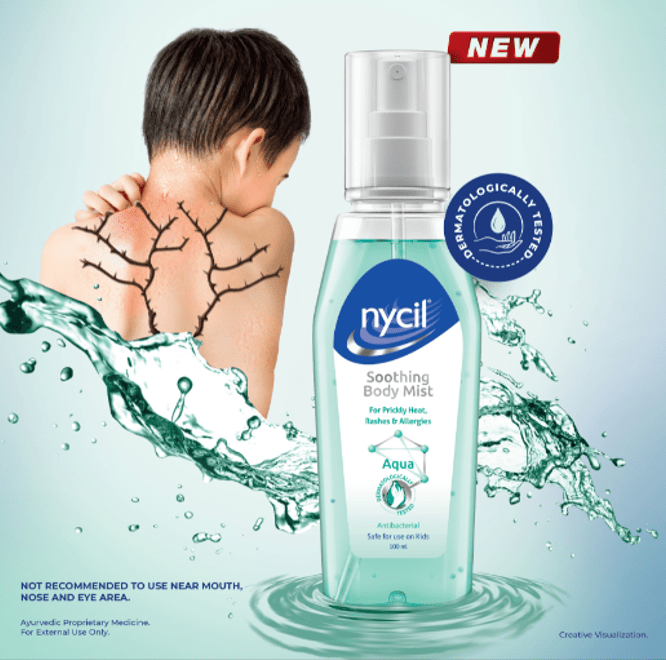 NEW
DERMATOLOGICALLY TESTED
nycil®
Soothing
Body Mist
For Prickly Heat,
Rashes & Allergies
Aqua
DERMATOLOGICALLY TESTED
Antibacterial
Safe for use on Kids
100 ml
NOT RECOMMENDED TO USE NEAR MOUTH,
NOSE AND EYE AREA.
Ayurvedic Proprietary Medicine.
For External Use Only.
Creative Visualization.